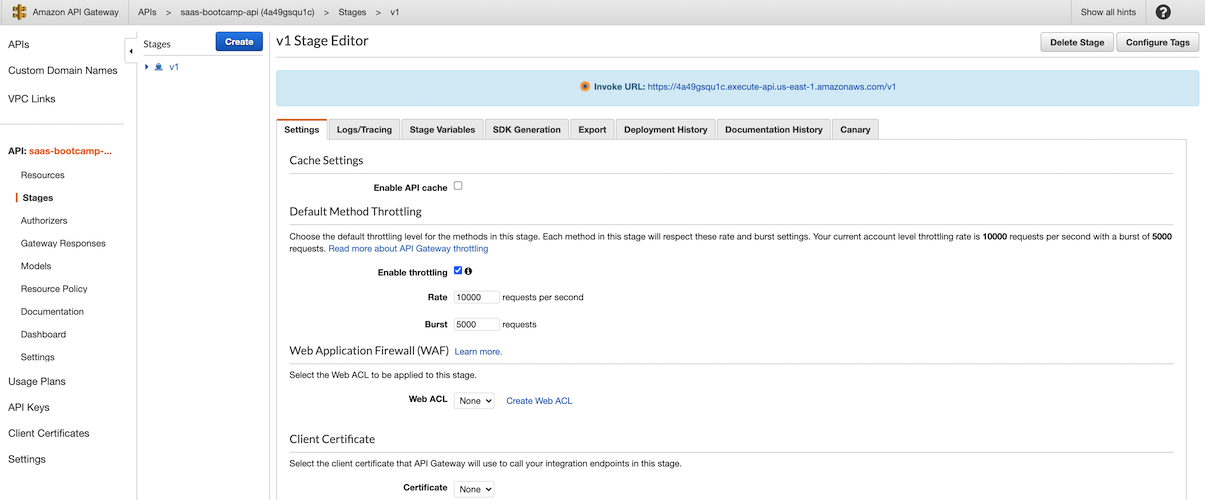 Amazon API Gateway
APIs > saas-bootcamp-api (4a49gsqu1c) > Stages > v1
Show all hints
?
APIs
Custom Domain Names
VPC Links
API: saas-bootcamp-...
Resources
Stages
Authorizers
Gateway Responses
Models
Resource Policy
Documentation
Dashboard
Settings
Usage Plans
API Keys
Client Certificates
Settings
Stages
Create
v1
v1 Stage Editor
Delete Stage
Configure Tags
Invoke URL: https://4a49gsqu1c.execute-api.us-east-1.amazonaws.com/v1
Settings
Logs/Tracing
Stage Variables
SDK Generation
Export
Deployment History
Documentation History
Canary
Cache Settings
Enable API cache
Default Method Throttling
Choose the default throttling level for the methods in this stage. Each method in this stage will respect these rate and burst settings. Your current account level throttling rate is 10000 requests per second with a burst of 5000
requests. Read more about API Gateway throttling
Enable throttling
Rate 10000 requests per second
Burst 5000 requests
Web Application Firewall (WAF) Learn more.
Select the Web ACL to be applied to this stage.
Web ACL None Create Web ACL
Client Certificate
Select the client certificate that API Gateway will use to call your integration endpoints in this stage.
Certificate None